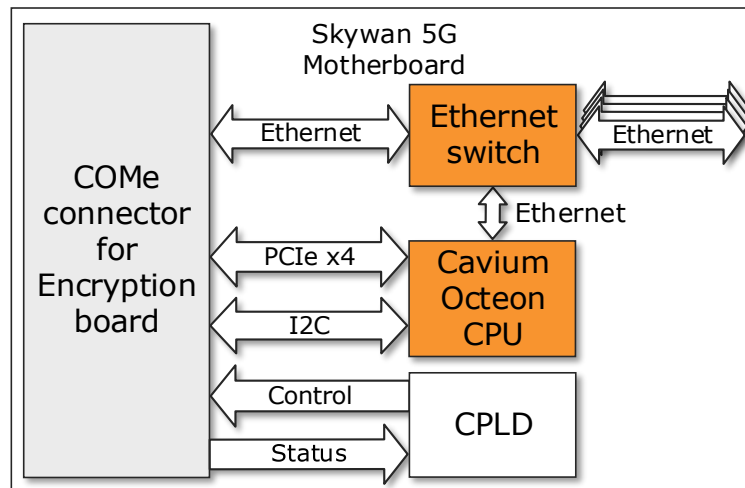 Skywan 5G
Motherboard
COMe
connector
for
Encryption
board
Ethernet
Ethernet
switch
Ethernet
Ethernet
PCIe x4
I2C
Cavium
Octeon
CPU
Control
Status
CPLD